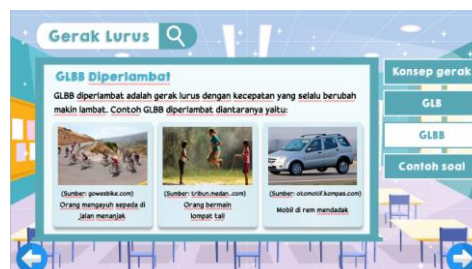 Gerak Lurus
GLBB Diperlambat
GLBB diperlambat adalah gerak lurus dengan kecepatan yang selalu berubah
makin lambat. Contoh GLBB diperlambat diantaranya yaitu:
(Sumber: gowesbike.com)
Orang mengayuh sepeda di
jalan menanjak
(Sumber: tribun.medan..com)
Orang bermain
lompat tali
(Sumber: otomotif.kompas.com)
Mobil di rem mendadak
Konsep gerak
GLB
GLBB
Contoh soal